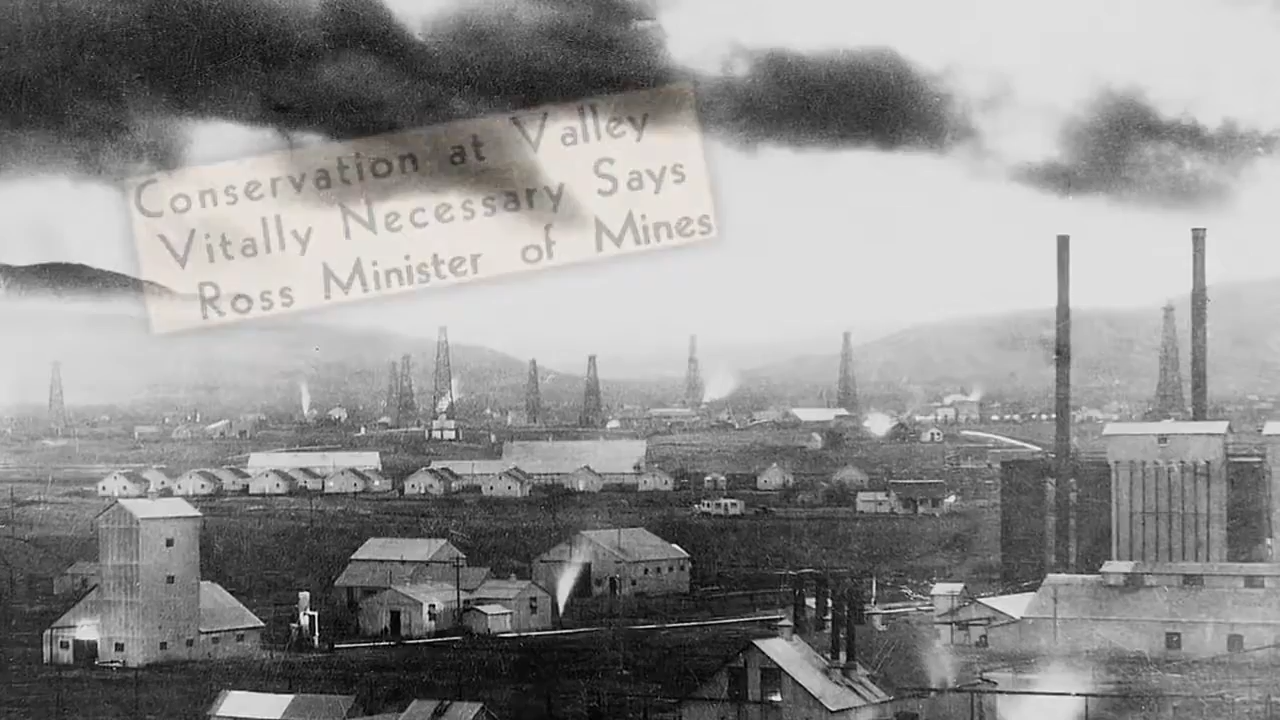 Conservation at Valley
Vitally Necessary Says
Ross Minister of Mines